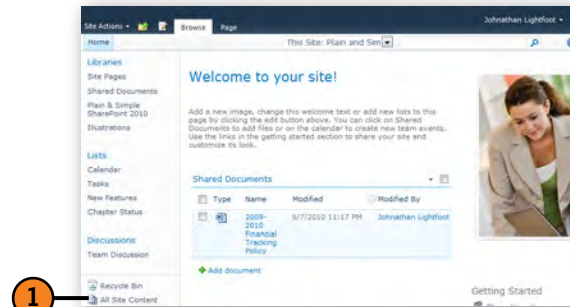 Site Actions
Browse
Page
Johnathan Lightfoot
Home
This Site: Plain and Sim
Libraries
Site Pages
Shared Documents
Plain & Simple
SharePoint 2010
Illustrations
Lists
Calendar
Tasks
New Features
Chapter Status
Discussions
Team Discussion
Recycle Bin
All Site Content
1
Welcome to your site!
Add a new image, change this welcome text or add new lists to this
page by clicking the edit button above. You can click on Shared
Documents to add files or on the calendar to create new team events.
Use the links in the getting started section to share your site and
customize its look.
Shared Documents
Type Name Modified Modified By
2009-
2010
Financial
Tracking
Policy
6/7/2010 11:17 PM
Johnathan Lightfoot
Add document
Getting Started